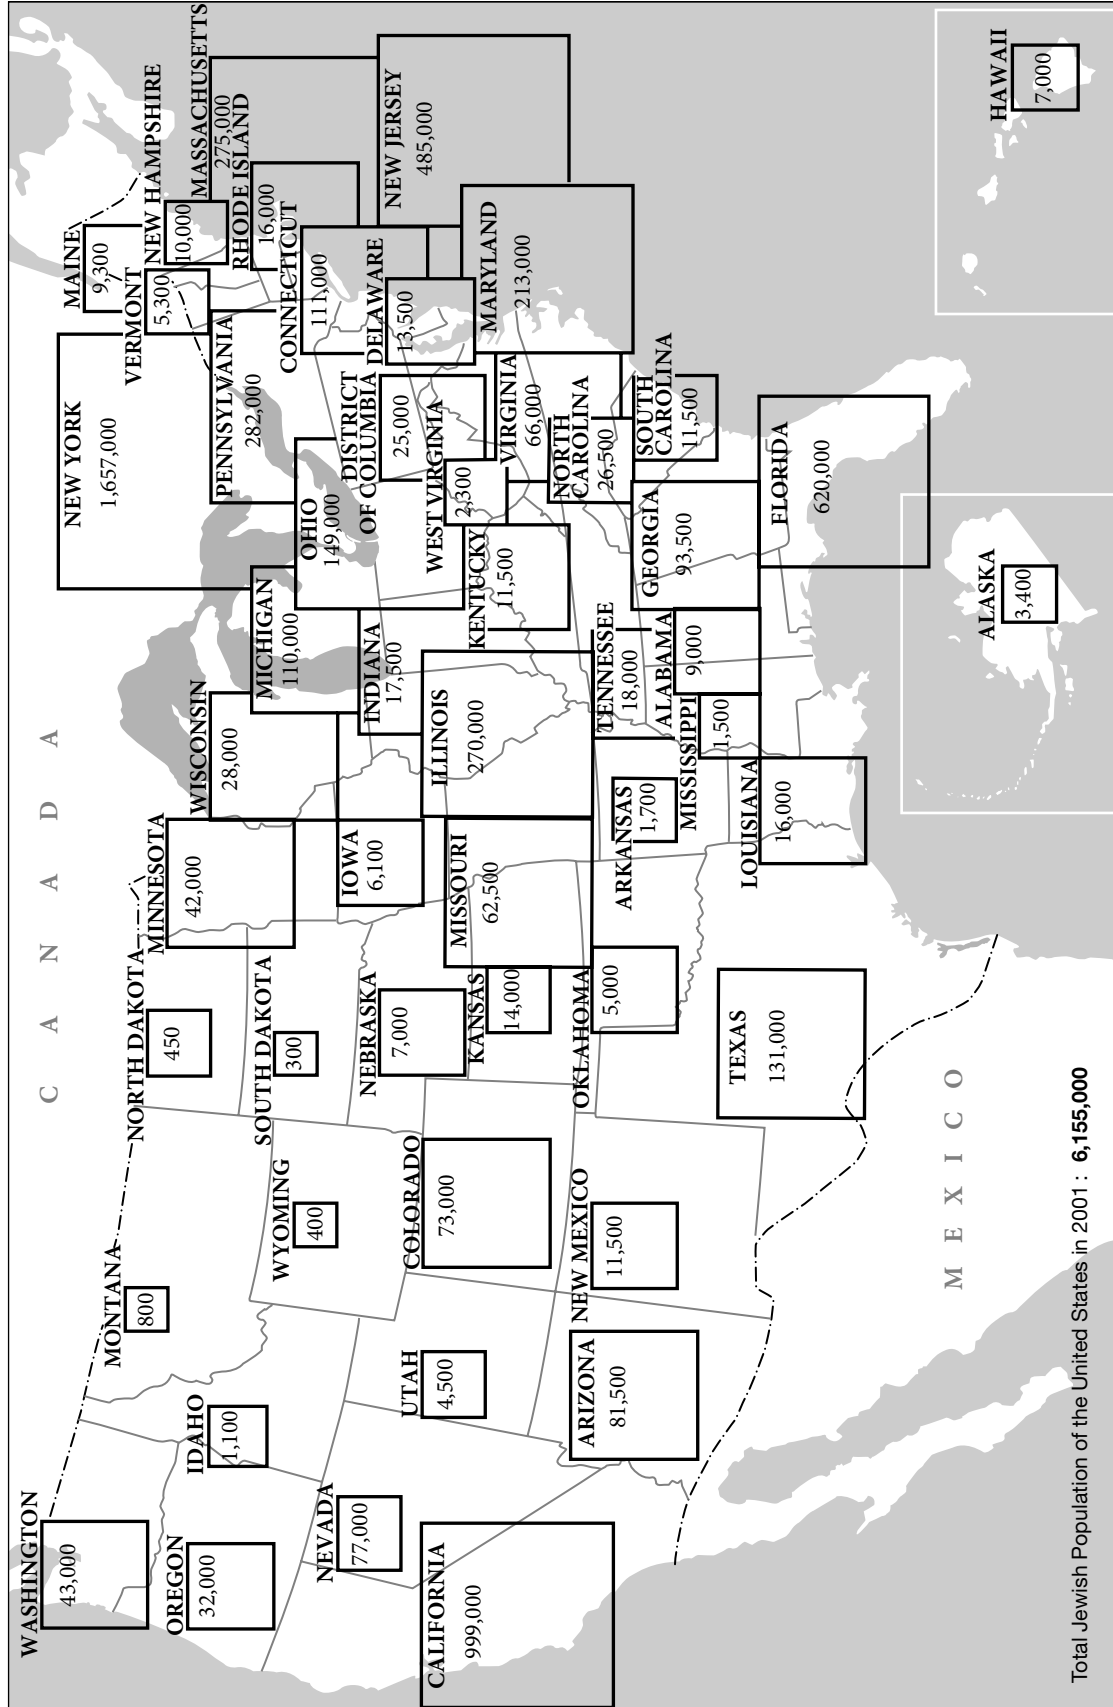 C A N A D A
WASHINGTON
43,000
OREGON
32,000
IDAHO
1,100
MONTANA
800
NORTH DAKOTA
450
SOUTH DAKOTA
300
MINNESOTA
42,000
WISCONSIN
28,000
MICHIGAN
110,000
NEW YORK
1,657,000
VERMONT
5,300
MAINE
9,300
NEW HAMPSHIRE
10,000
MASSACHUSETTS
275,000
RHODE ISLAND
16,000
CONNECTICUT
111,000
PENNSYLVANIA
282,000
NEW JERSEY
485,000
DELAWARE
13,500
MARYLAND
213,000
DISTRICT
OF COLUMBIA
25,000
OHIO
149,000
WEST VIRGINIA
2,300
VIRGINIA
66,000
KENTUCKY
11,500
INDIANA
17,500
ILLINOIS
270,000
IOWA
6,100
MISSOURI
62,500
NEBRASKA
7,000
KANSAS
14,000
WYOMING
400
COLORADO
73,000
UTAH
4,500
NEVADA
77,000
CALIFORNIA
999,000
ARIZONA
81,500
NEW MEXICO
11,500
OKLAHOMA
5,000
TEXAS
131,000
ARKANSAS
1,700
LOUISIANA
16,000
MISSISSIPPI
1,500
ALABAMA
9,000
TENNESSEE
18,000
NORTH
CAROLINA
26,500
SOUTH
CAROLINA
11,500
GEORGIA
93,500
FLORIDA
620,000
ALASKA
3,400
HAWAII
7,000
M E X I C O
Total Jewish Population of the United States in 2001 : 6,155,000